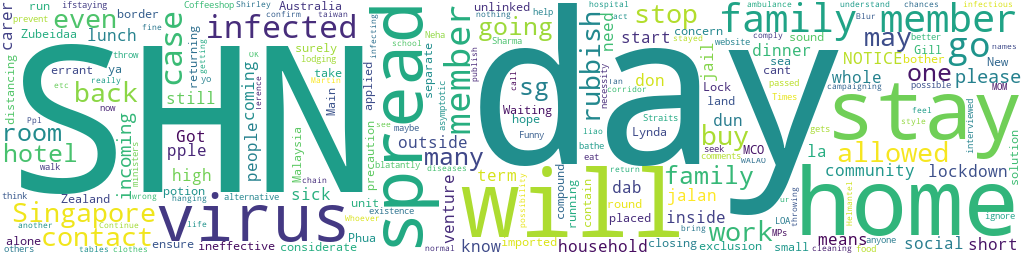 SHN
day
stay
home
will
virus
spread
family member
infected
member
Singapore
contact
hotel
room
back
case
even
go
may
one
work
buy
family
allowed
many
sg
stop
rubbish
going
please
NOTICE
community
lockdown
social
short
means
household
know
venture
term
inside
jalan
dab
dun
jail
need
start
don
concern
unlinked
outside
people
coming
incoming
high
sick
Got
pple
still
lunch
carer
Zubeidaa
border
Australia
returning
surely
take
applied
separate
Malaysia
precaution
Main
distancing
errant
ya
run
prevent
Coffeeshop
Shirley
ifstaying
etc
really
throw
getting
yo
fine
ok
confirm
taiwan
lodging
school
Neha
Sharma
publish
nothing
help
hope
Waiting
Funny
call
hospital
act
stayed
ambulance
website
understand
comply
Blur
chances
infectious
better
names
Gill
New
bother
sea
sound
dinner
whole
cant
land
Lock
seek
comments
Lynda
Straits
Times
passed
campaigning
possible
MOM
feel
style
interviewed
solution
ignore
MCO
WALAO
la
gets
LOA
MPs
throwing
ur
anyone
cleaning
food
small
exclusion
closing
bring
imported
possibility
round
placed
contain
running
compound
corridor
necessity
liao
bathe
eat
return
asymptotic
diseases
blatantly
maybe
see
infecting
chain
alternative
hanging
potion
ministers
wrong
continue
walk
Ppl
now
think
Zealand
another
alone
others
tables
clothes
ensure
ineffective
life
considerate
whoever
existence
unit
Phua
normal